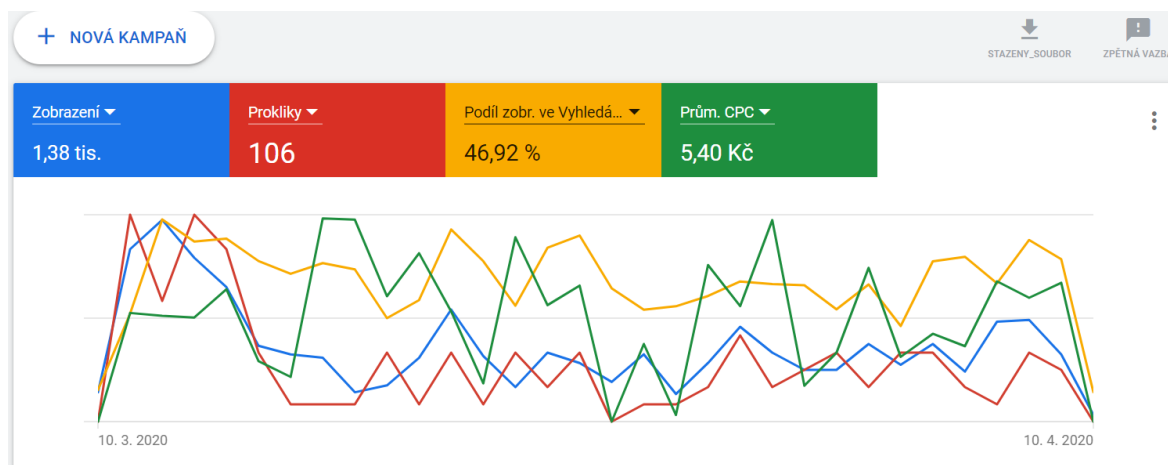 + NOVÁ KAMPAŇ
STAZENY_SOUBOR
ZPĚTNÁ VAZBA
Zobrazení
1,38 tis.
Prokliky
106
Podíl zobr. ve Vyhledá...
46,92 %
Prům. CPC
5,40 Kč
10. 3. 2020
10. 4. 2020